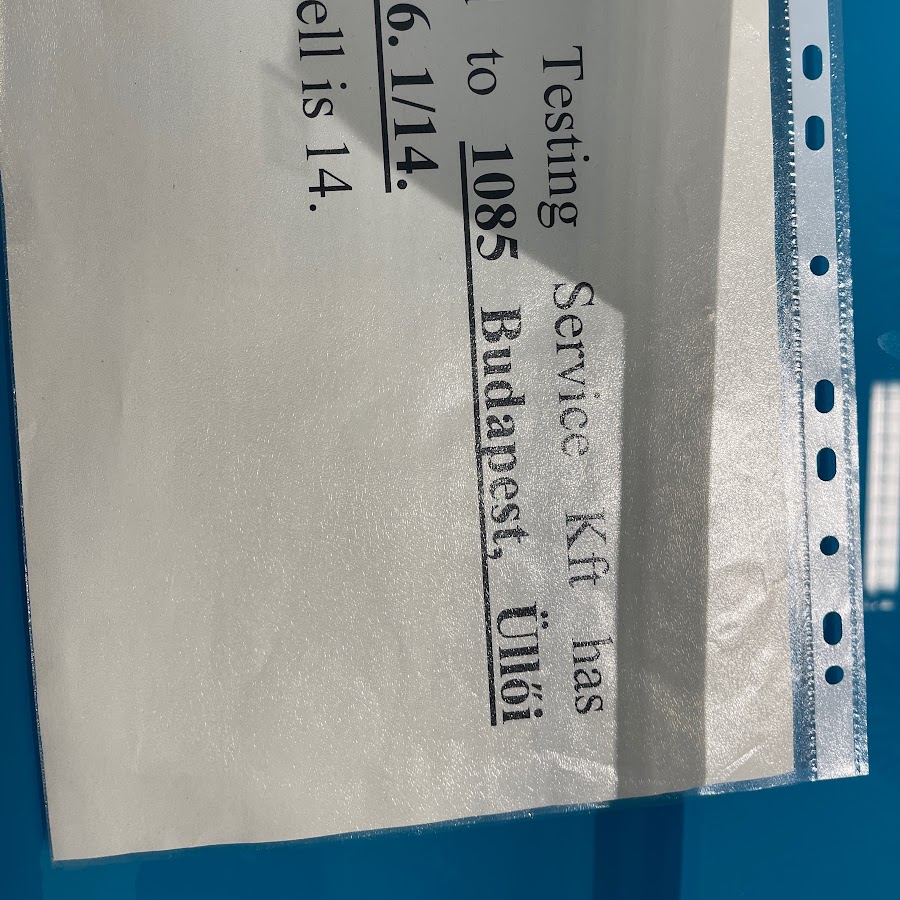 Testing Service Kft has
to 1085 Budapest, Üllői
6. 1/14.
ell is 14.